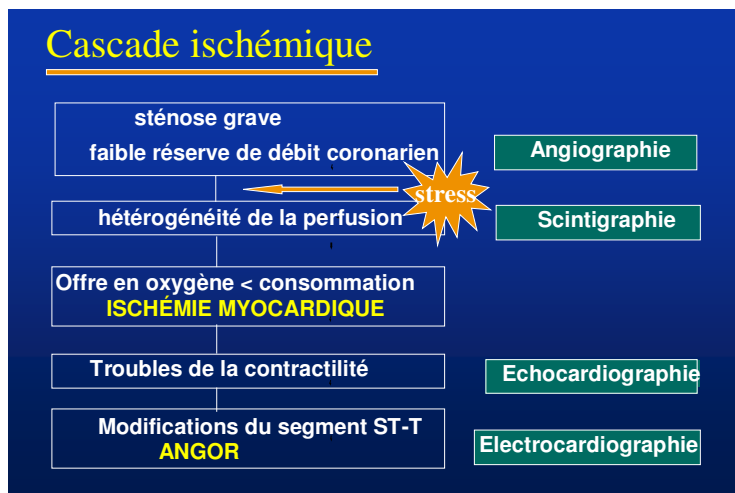 Cascade ischémique
sténose grave
faible réserve de débit coronarien
Angiographie
stress
hétérogénéité de la perfusion
Scintigraphie
Offre en oxygène < consommation
ISCHÉMIE MYOCARDIQUE
Troubles de la contractilité
Echocardiographie
Modifications du segment ST-T
ANGOR
Electrocardiographie